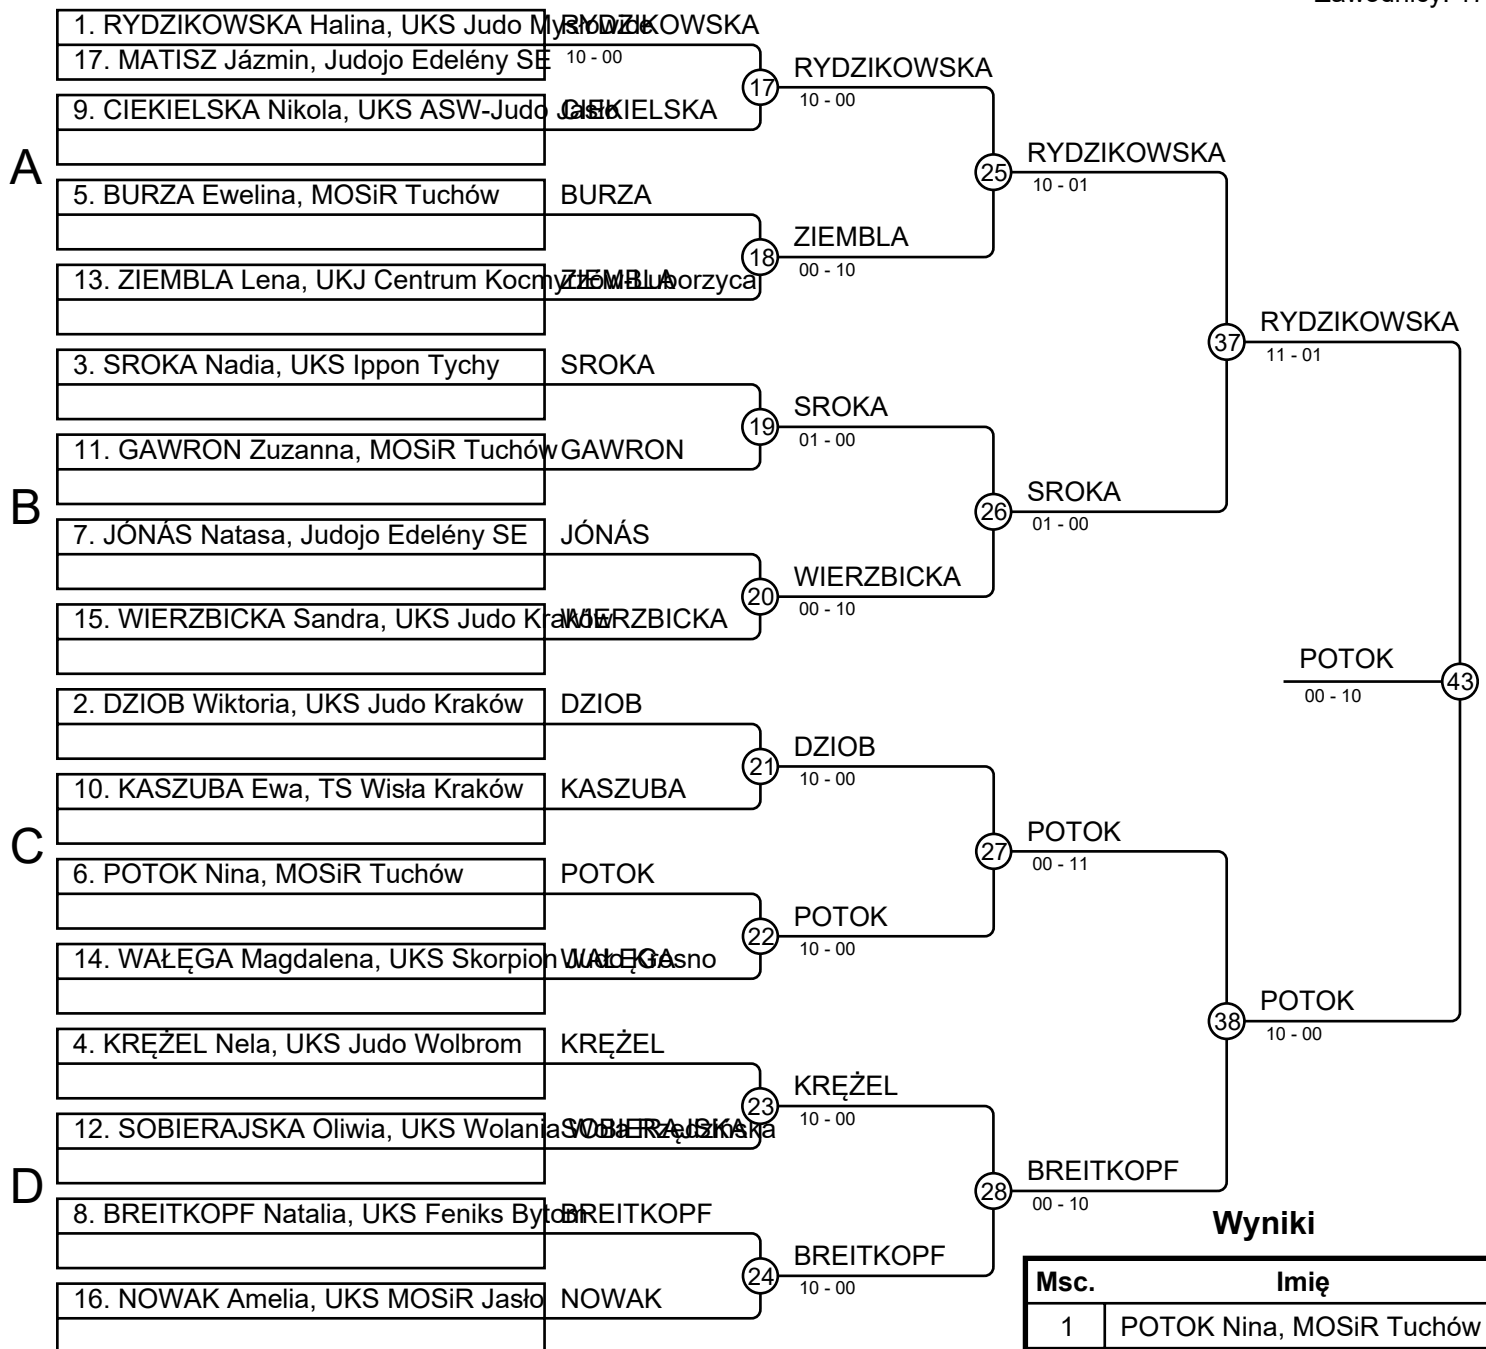 1. RYDZIKOWSKA Halina, UKS Judo Mysłowice
RYDZIKOWSKA
17. MATISZ Jázmin, Judojo Edelény SE
10 - 00
RYDZIKOWSKA
17
10 - 00
9. CIEKIELSKA Nikola, UKS ASW-Judo Jasło
CIEKIELSKA
A
RYDZIKOWSKA
25
10 - 01
5. BURZA Ewelina, MOSiR Tuchów
BURZA
ZIEMBLA
18
00 - 10
13. ZIEMBLA Lena, UKJ Centrum Kocmyrzów-Luborzyca
ZIEMBLA
RYDZIKOWSKA
37
11 - 01
3. SROKA Nadia, UKS Ippon Tychy
SROKA
SROKA
19
01 - 00
11. GAWRON Zuzanna, MOSiR Tuchów
GAWRON
B
SROKA
26
01 - 00
7. JÓNÁS Natasa, Judojo Edelény SE
JÓNÁS
WIERZBICKA
20
00 - 10
15. WIERZBICKA Sandra, UKS Judo Kraków
WIERZBICKA
POTOK
43
00 - 10
2. DZIOB Wiktoria, UKS Judo Kraków
DZIOB
DZIOB
21
10 - 00
10. KASZUBA Ewa, TS Wisła Kraków
KASZUBA
C
POTOK
27
00 - 11
6. POTOK Nina, MOSiR Tuchów
POTOK
POTOK
22
10 - 00
14. WAŁĘGA Magdalena, UKS Skorpion Judo Krosno
WAŁĘGA
POTOK
38
10 - 00
4. KRĘŻEL Nela, UKS Judo Wolbrom
KRĘŻEL
KRĘŻEL
23
10 - 00
12. SOBIERAJSKA Oliwia, UKS Wolania Wola Rzędzińska
SOBIERAJSKA
D
BREITKOPF
28
00 - 10
8. BREITKOPF Natalia, UKS Feniks Bytom
BREITKOPF
BREITKOPF
24
10 - 00
16. NOWAK Amelia, UKS MOSiR Jasło
NOWAK
Wyniki
Msc. Imię
1 POTOK Nina, MOSiR Tuchów